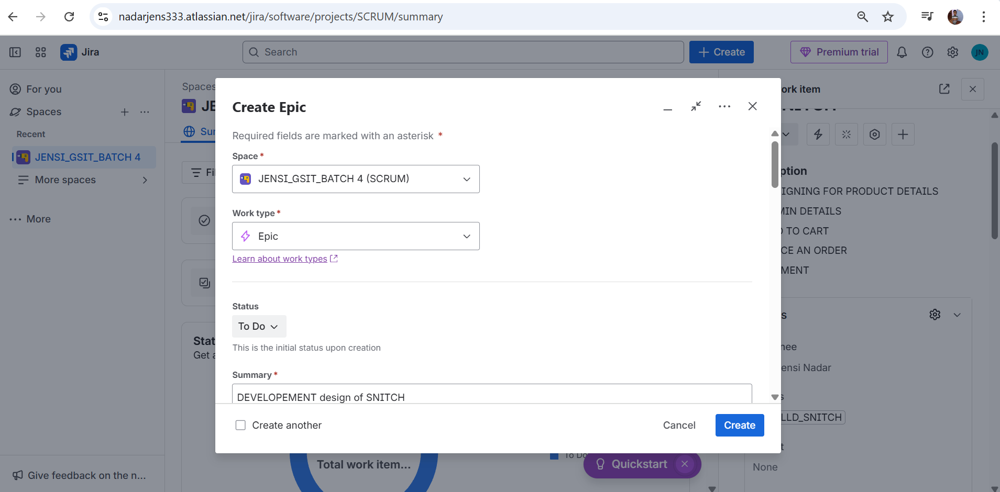 nadarjens333.atlassian.net/jira/software/projects/SCRUM/summary
Jira
Search
Create
Premium trial
JN
For you
Spaces
Recent
JENSI_GSIT_BATCH 4
More spaces
More
Give feedback on the n...
Spaces
JE
Sur
Fil
Stat
Get a
Create Epic
Required fields are marked with an asterisk *
Space *
JENSI_GSIT_BATCH 4 (SCRUM)
Work type *
Epic
Learn about work types
Status
To Do
This is the initial status upon creation
Summary *
DEVELOPEMENT design of SNITCH
Create another
Cancel
Create
Total work item...
To Do
Quickstart
ork item
ption
IGNING FOR PRODUCT DETAILS
MIN DETAILS
D TO CART
CE AN ORDER
MENT
s
nee
ensi Nadar
s
LLD_SNITCH
t
None